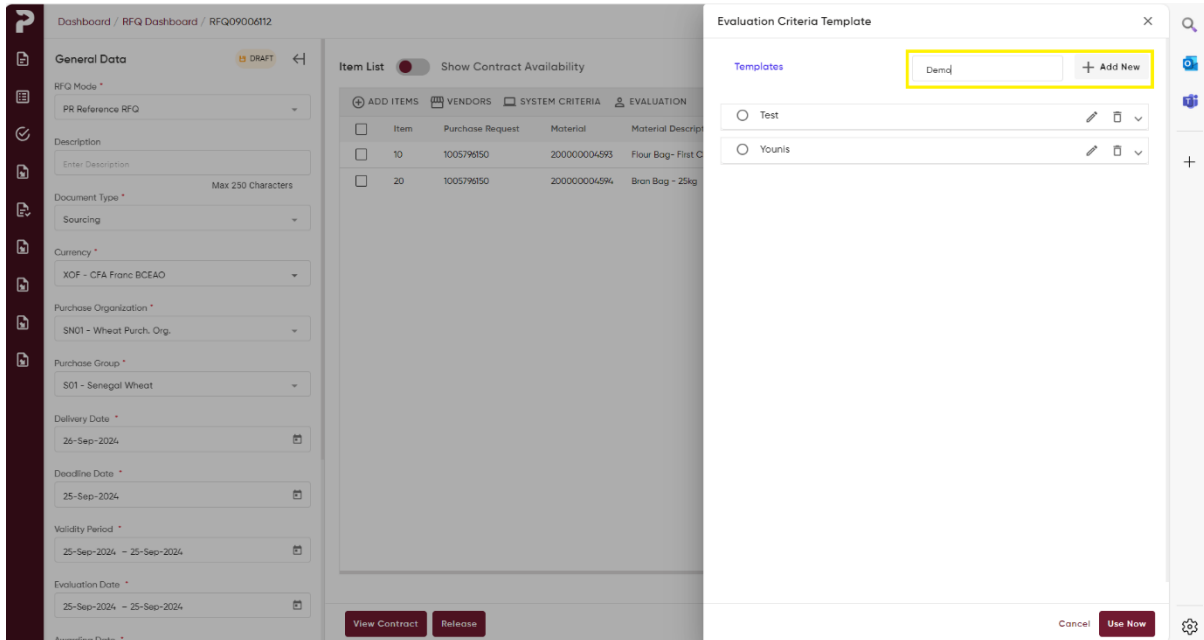 Dashboard / RFQ Dashboard / RFQ09006112
General Data
DRAFT
RFQ Mode *
PR Reference RFQ
Description
Enter Description
Max 250 Characters
Document Type *
Sourcing
Currency *
XOF - CFA Franc BCEAO
Purchase Organization *
SN01 - Wheat Purch. Org.
Purchase Group *
S01 - Senegal Wheat
Delivery Date *
26-Sep-2024
Deadline Date *
25-Sep-2024
Validity Period *
25-Sep-2024 - 25-Sep-2024
Evaluation Date *
25-Sep-2024 - 25-Sep-2024
Item List Show Contract Availability
ADD ITEMS VENDORS SYSTEM CRITERIA EVALUATION
Item Purchase Request Material Material Descript
10 1005796150 200000004593 Flour Bag- First C
20 1005796150 200000004594 Bran Bag - 25kg
View Contract Release
Evaluation Criteria Template
Templates Demo + Add New
Test
Younis
Cancel Use Now